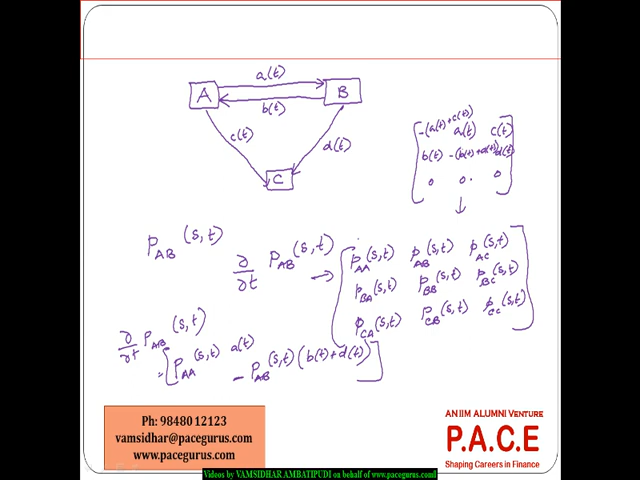 a(t)
A
B
b(t)
c(t)
d(t)
C
-(a(t)+c(t)) a(t) c(t)
b(t) -(b(t)+d(t)) d(t)
0 0 0
P_AB (s,t)
∂/∂t P_AB (s,t) →
P_AA (s,t) P_AB (s,t) P_AC (s,t)
P_BA (s,t) P_BB (s,t) P_BC (s,t)
P_CA (s,t) P_CB (s,t) P_CC (s,t)
∂/∂t P_AB (s,t)
= [P_AA (s,t) a(t)
- P_AB (s,t) (b(t)+d(t))]
Ph: 98480 12123
vamsidhar@pacegurus.com
www.pacegurus.com
AN IIM ALUMNI VENTURE
P.A.C.E
Shaping Careers in Finance
Videos by VAMSIDHAR AMBATIPUDI on behalf of www.pacegurus.com